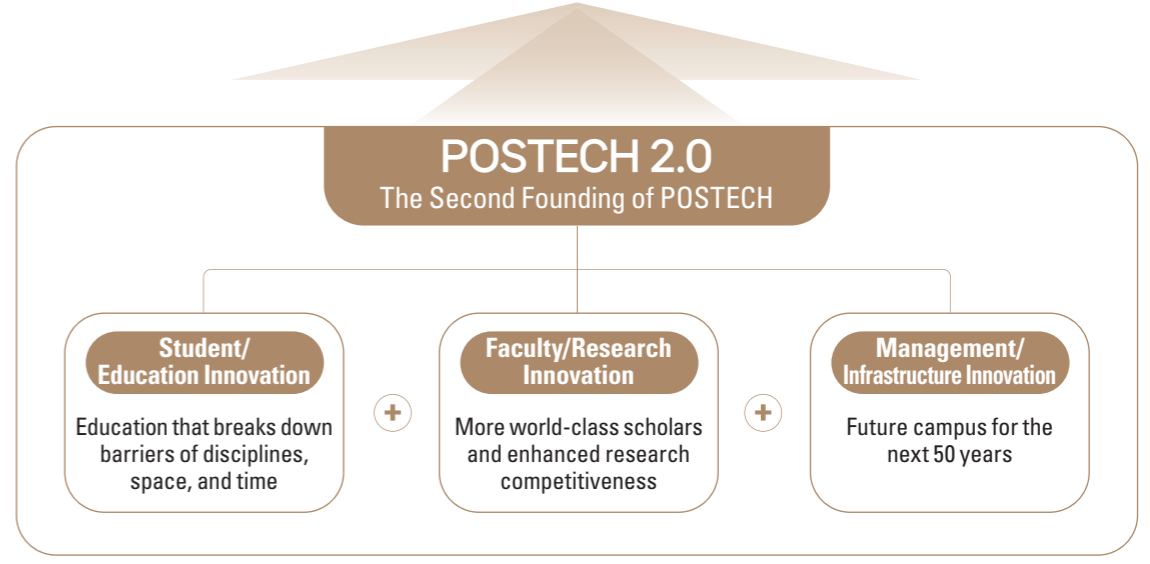 POSTECH 2.0
The Second Founding of POSTECH
Student/
Education Innovation
Education that breaks down
barriers of disciplines,
space, and time
+
Faculty/Research
Innovation
More world-class scholars
and enhanced research
competitiveness
+
Management/
Infrastructure Innovation
Future campus for the
next 50 years